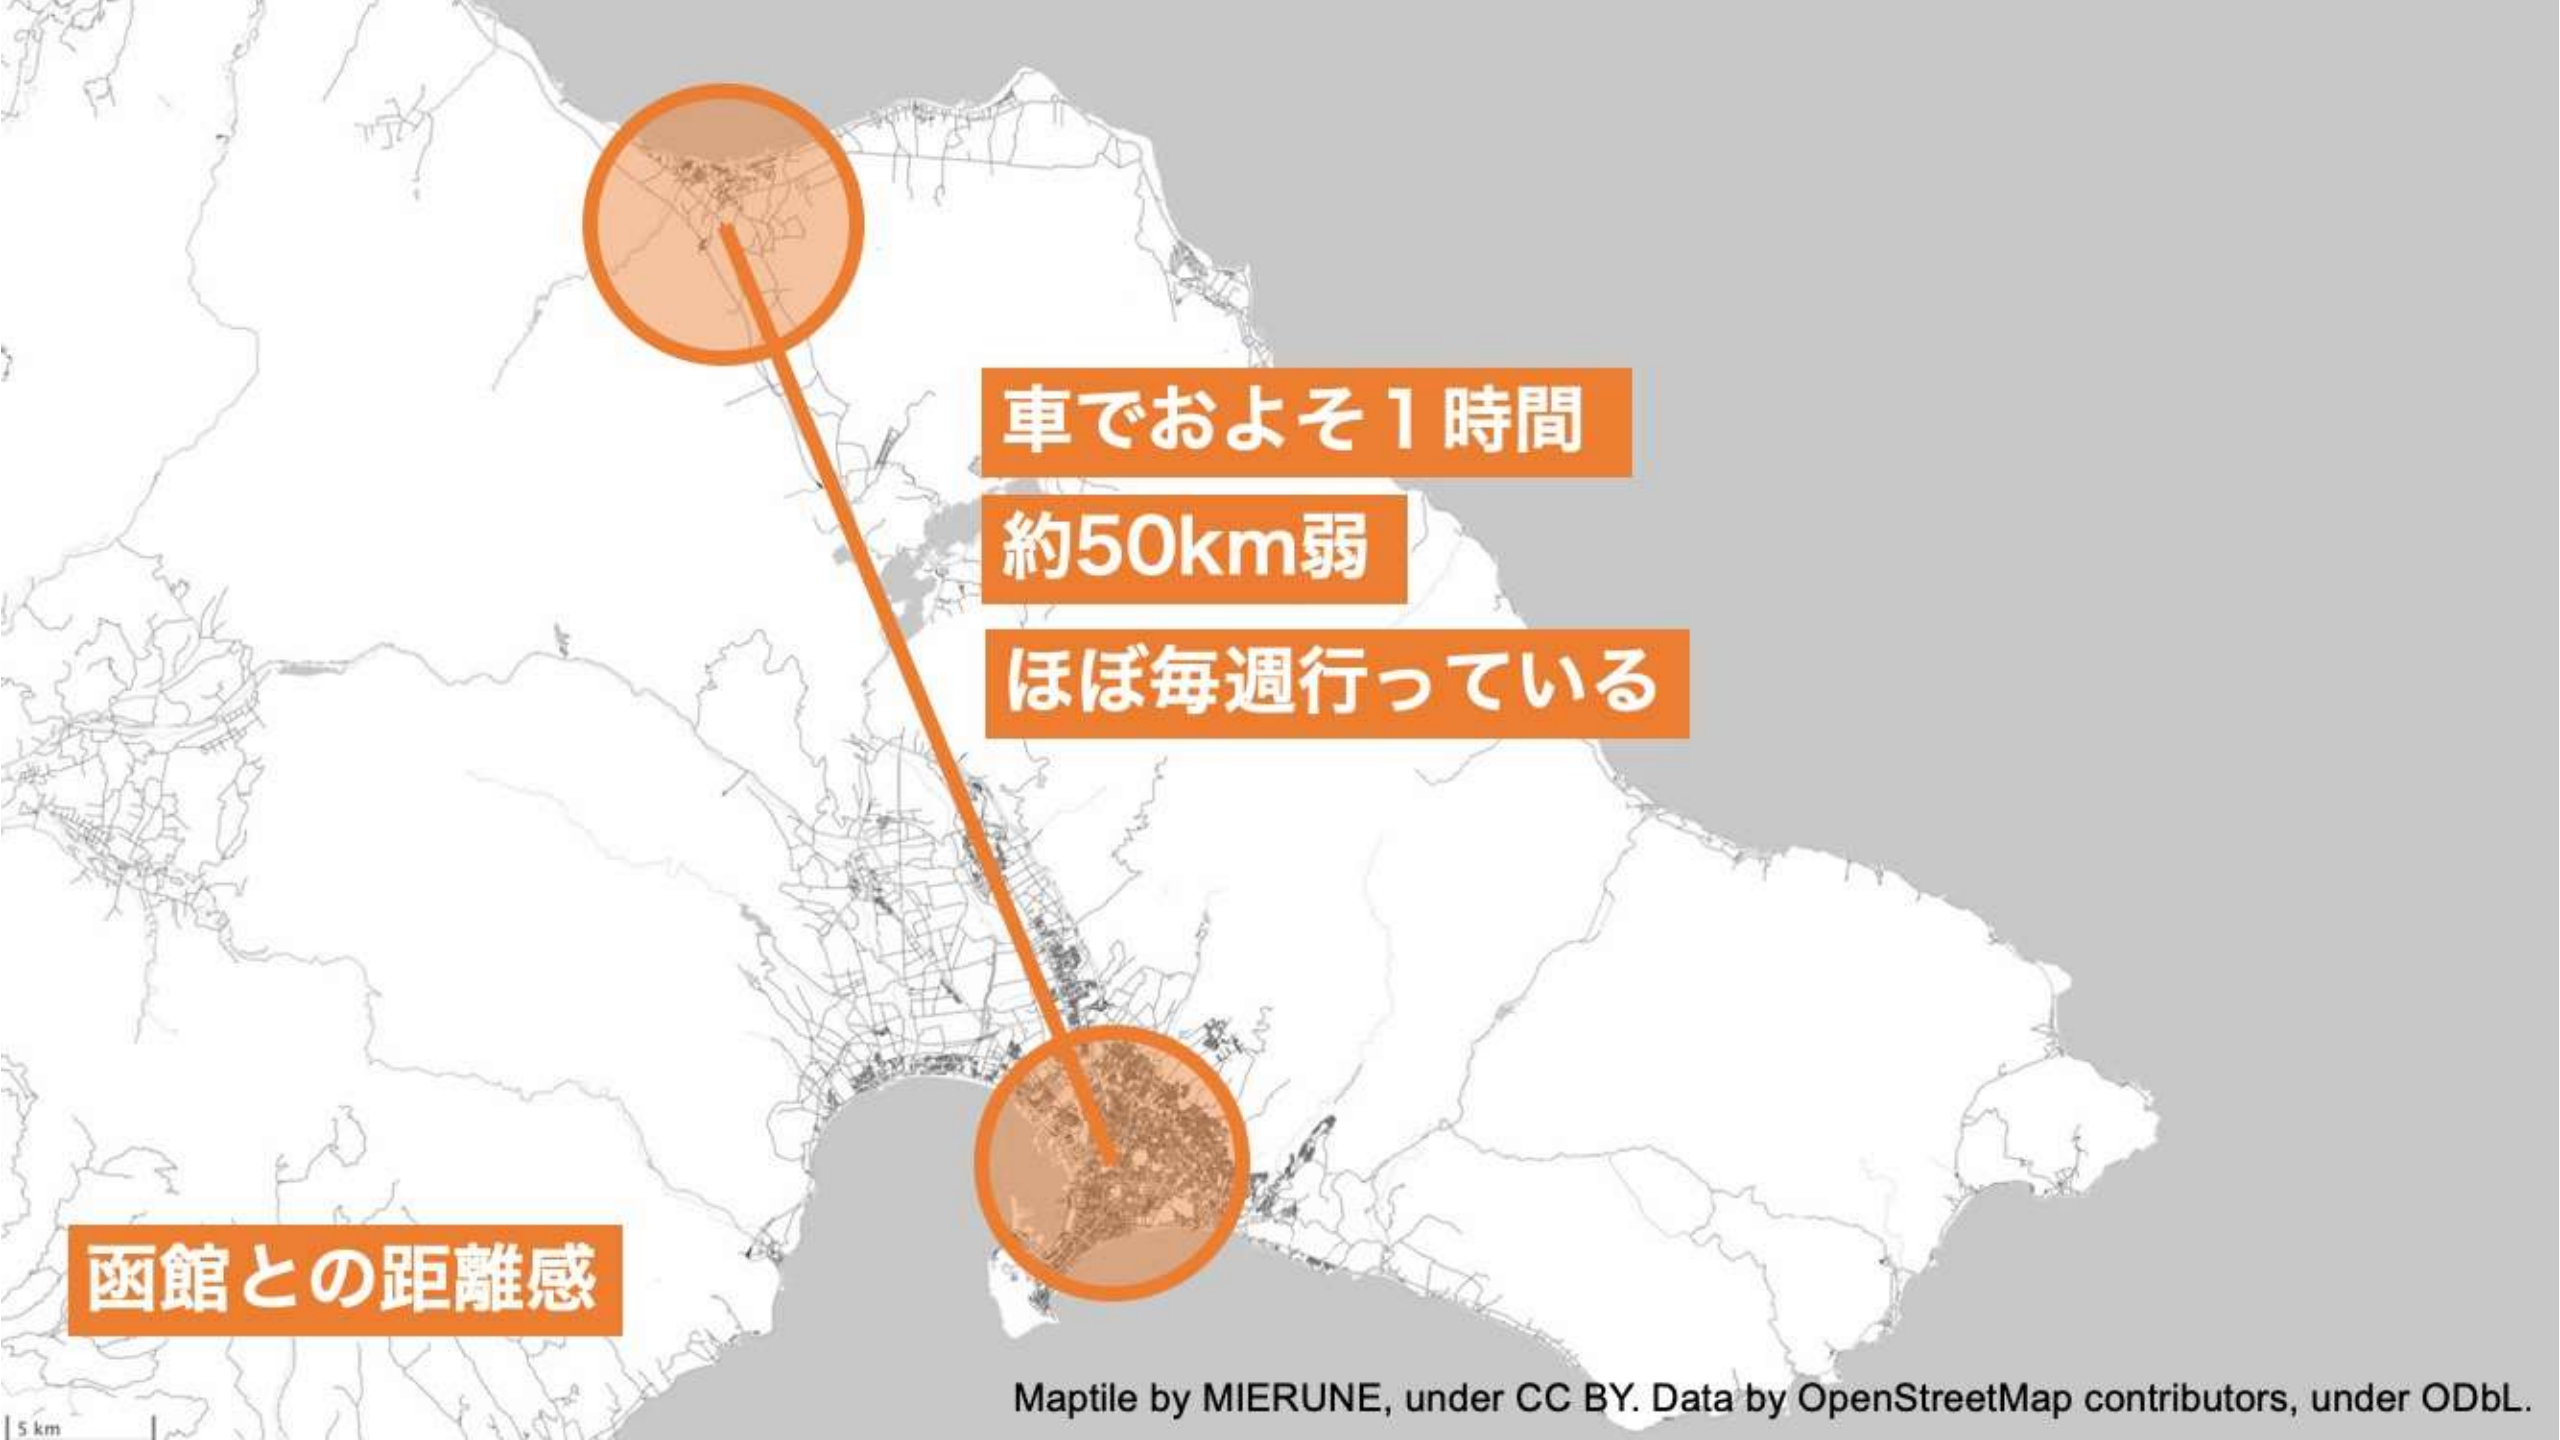 車でおよそ１時間
約50km弱
ほぼ毎週行っている
函館との距離感
Maptile by MIERUNE, under CC BY. Data by OpenStreetMap contributors, under ODbL.
5 km